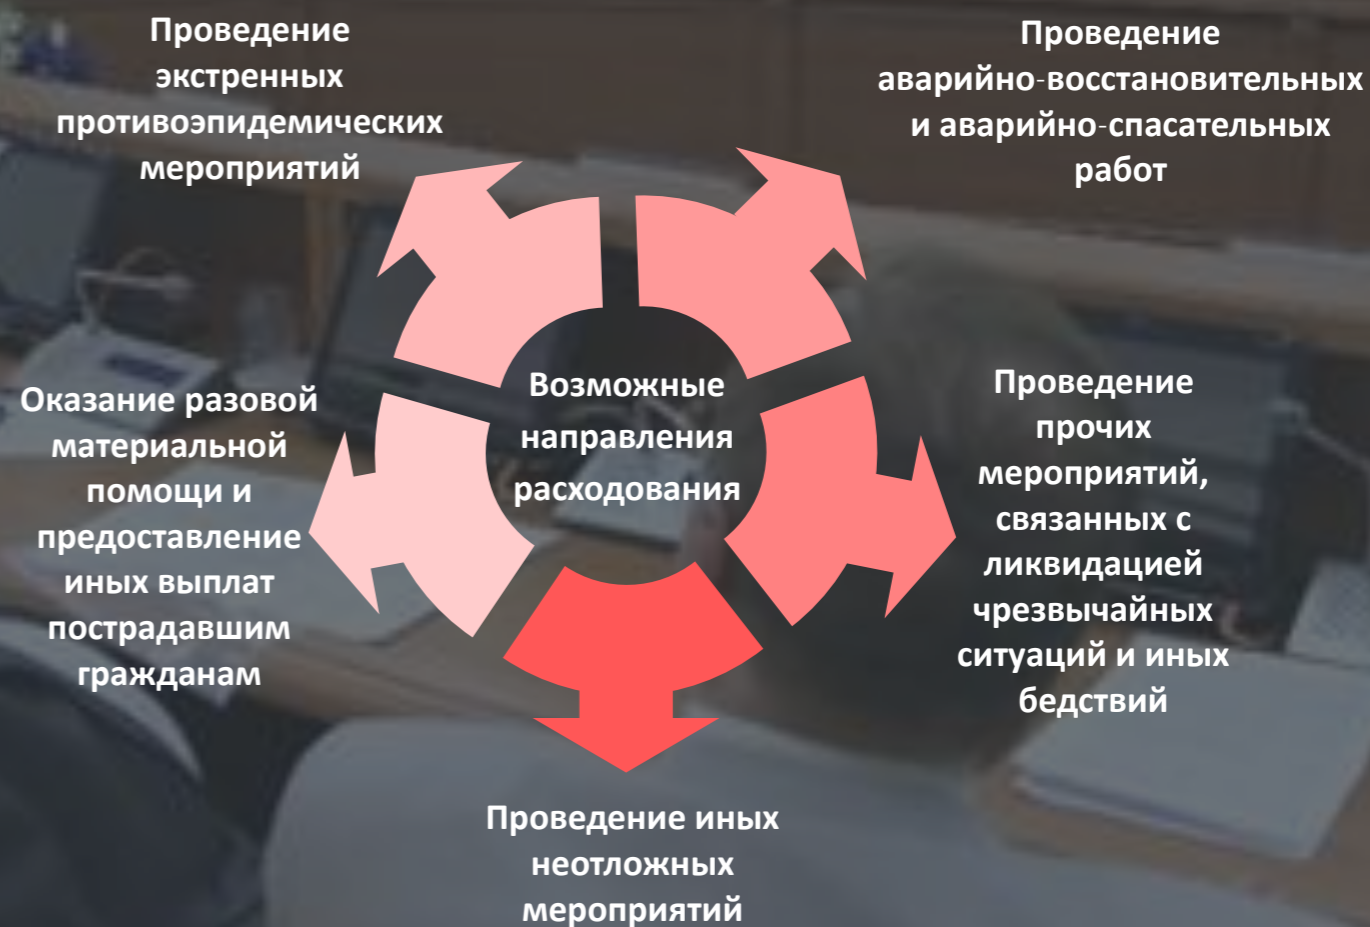 Проведение
экстренных
противоэпидемических
мероприятий
Проведение
аварийно-восстановительных
и аварийно-спасательных
работ
Оказание разовой
материальной
помощи и
предоставление
иных выплат
пострадавшим
гражданам
Возможные
направления
расходования
Проведение
прочих
мероприятий,
связанных с
ликвидацией
чрезвычайных
ситуаций и иных
бедствий
Проведение иных
неотложных
мероприятий